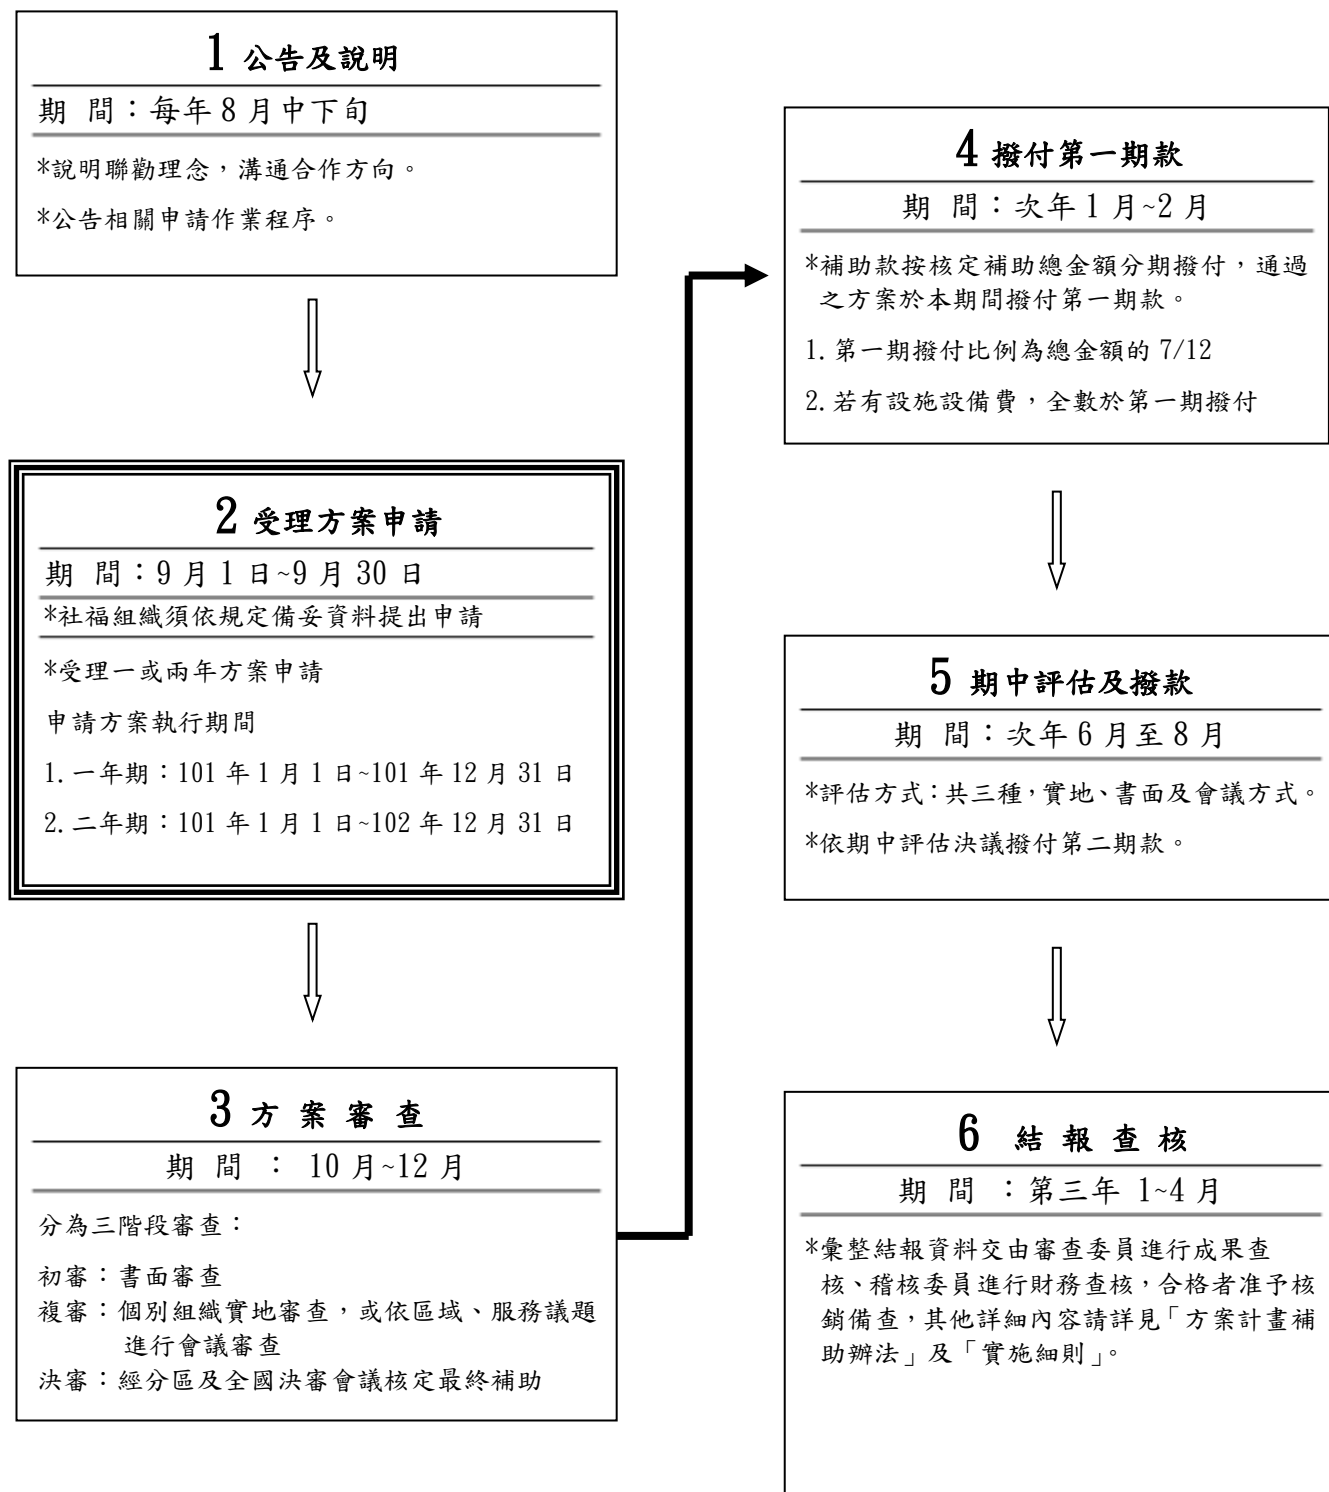 1 公告及說明
期 間：每年8月中下旬
*說明聯勸理念，溝通合作方向。
*公告相關申請作業程序。
2 受理方案申請
期 間：9月1日~9月30日
*社福組織須依規定備妥資料提出申請
*受理一或兩年方案申請
申請方案執行期間
1.一年期：101年1月1日~101年12月31日
2.二年期：101年1月1日~102年12月31日
3 方 案 審 查
期 間 ： 10月~12月
分為三階段審查：
初審：書面審查
複審：個別組織實地審查，或依區域、服務議題
進行會議審查
決審：經分區及全國決審會議核定最終補助
4 撥付第一期款
期 間：次年1月~2月
*補助款按核定補助總金額分期撥付，通過
之方案於本期間撥付第一期款。
1.第一期撥付比例為總金額的7/12
2.若有設施設備費，全數於第一期撥付
5 期中評估及撥款
期 間：次年6月至8月
*評估方式：共三種，實地、書面及會議方式。
*依期中評估決議撥付第二期款。
6 結 報 查 核
期 間 ：第三年 1~4月
*彙整結報資料交由審查委員進行成果查
核、稽核委員進行財務查核，合格者准予核
銷備查，其他詳細內容請詳見「方案計畫補
助辦法」及「實施細則」。